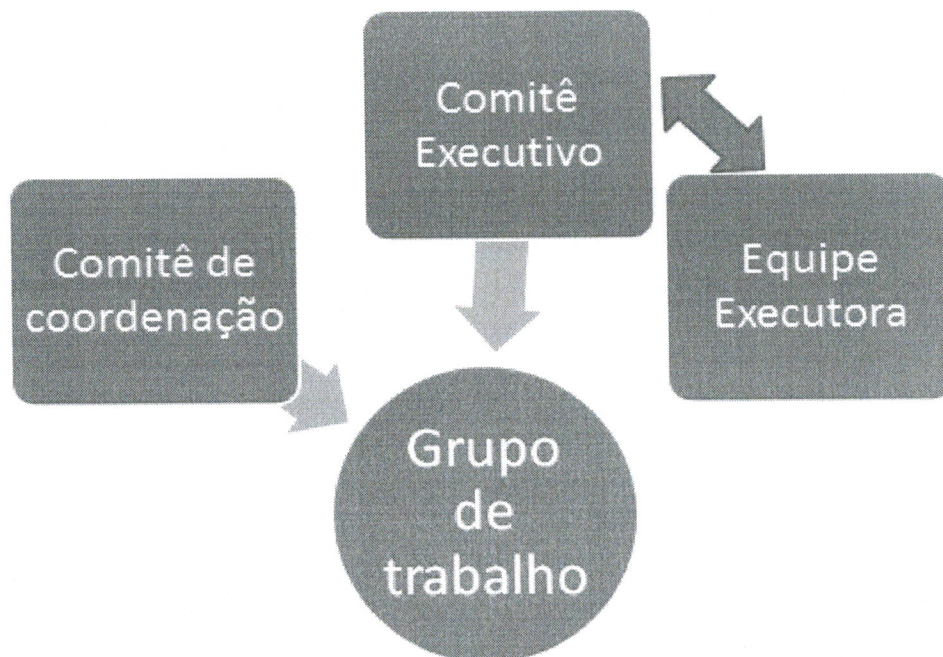 Comitê
Executivo
Comitê de
coordenação
Equipe
Executora
Grupo
de
trabalho